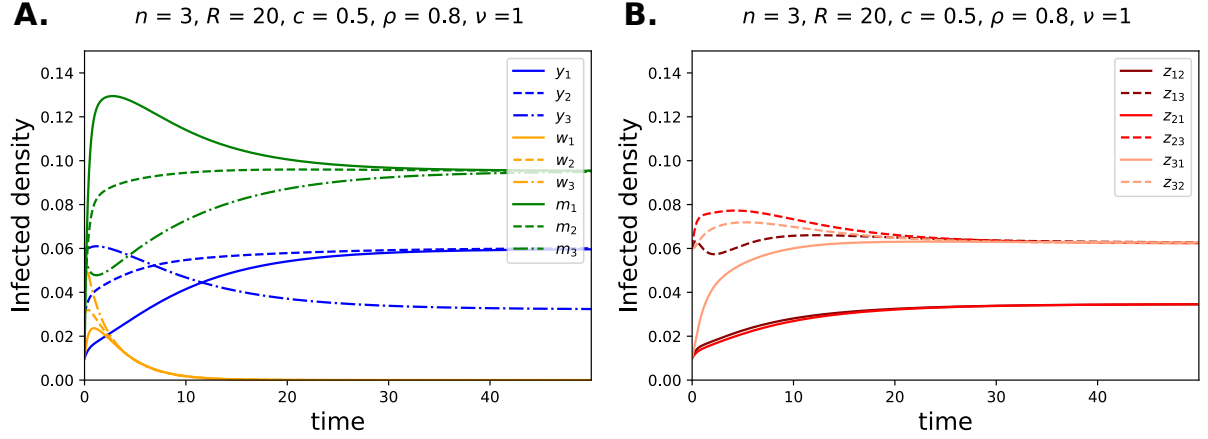 A.
n = 3, R = 20, c = 0.5, ρ = 0.8, ν =1
Infected density
0.14
0.12
0.10
0.08
0.06
0.04
0.02
0.00
0
10
20
30
40
time
y₁
y₂
y₃
w₁
w₂
w₃
m₁
m₂
m₃
B.
n = 3, R = 20, c = 0.5, ρ = 0.8, ν =1
Infected density
0.14
0.12
0.10
0.08
0.06
0.04
0.02
0.00
0
10
20
30
40
time
z₁₂
z₁₃
z₂₁
z₂₃
z₃₁
z₃₂